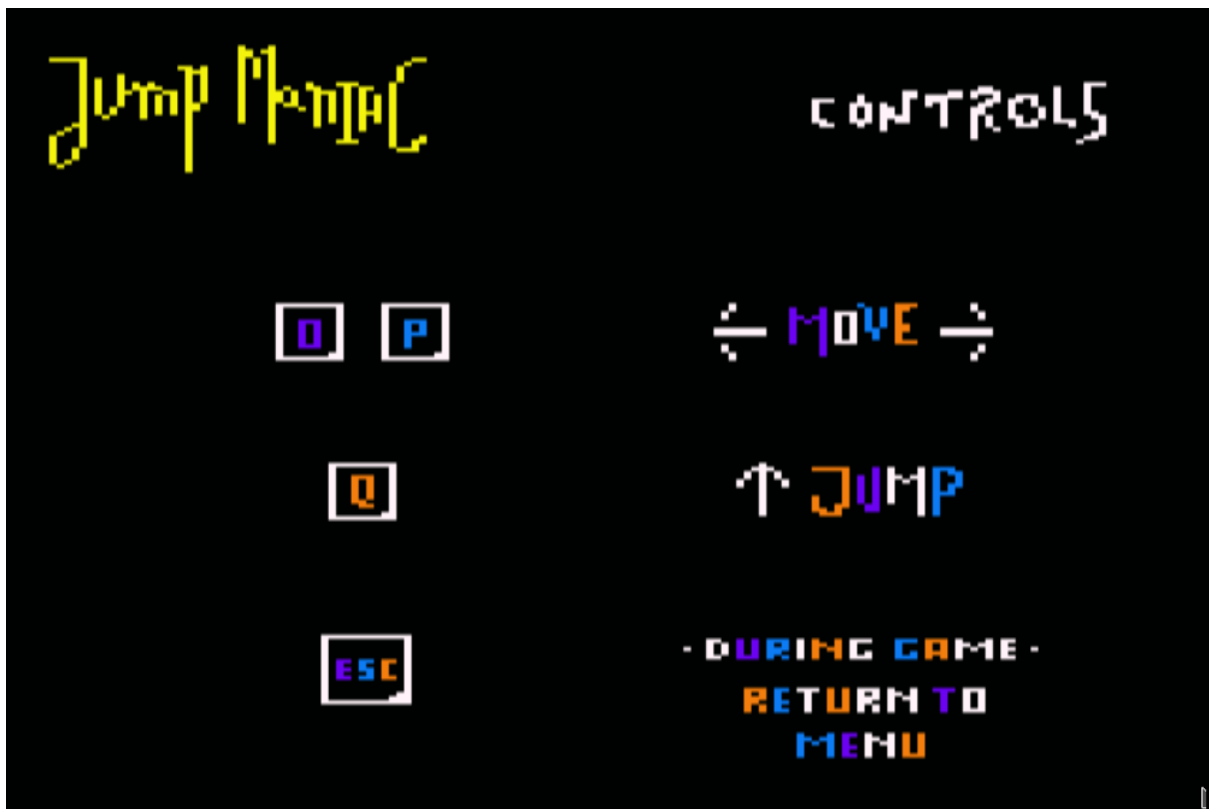 Jump ManIAC
CONTROLS
O P
← MOVE →
Q
↑ JUMP
ESC
- DURING GAME -
RETURN TO
MENU